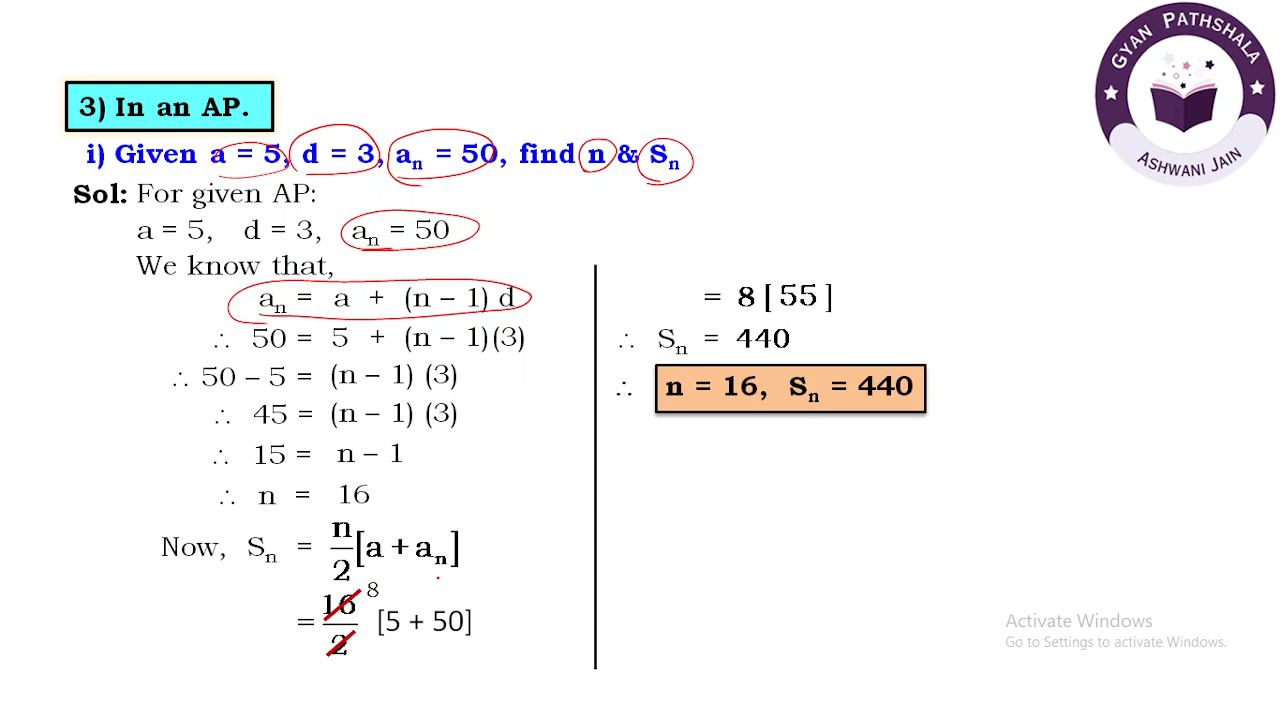 GYAN PATHSHALA
ASHWANI JAIN
3) In an AP.
i) Given a = 5, d = 3, aₙ = 50, find n & Sₙ
Sol: For given AP:
a = 5, d = 3, aₙ = 50
We know that,
aₙ = a + (n – 1) d
∴ 50 = 5 + (n – 1)(3)
∴ 50 – 5 = (n – 1) (3)
∴ 45 = (n – 1) (3)
∴ 15 = n – 1
∴ n = 16
Now, Sₙ = n/2 [a + aₙ]
= 16/2 8 [5 + 50]
= 8 [ 55 ]
∴ Sₙ = 440
∴ n = 16, Sₙ = 440
Activate Windows
Go to Settings to activate Windows.